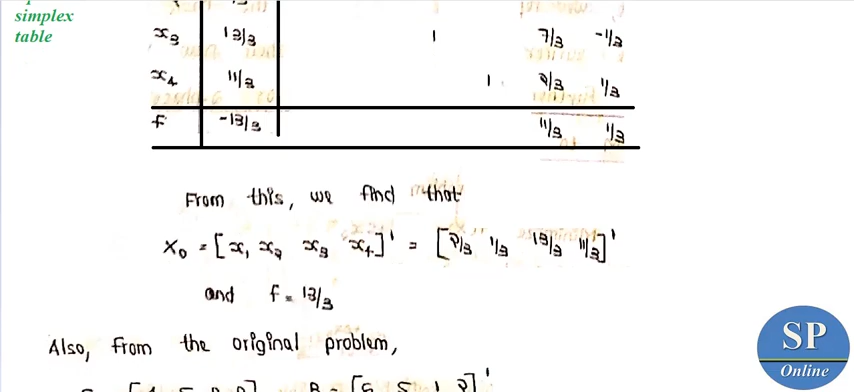 simplex
table
x3 13/3 1 7/3 -1/3
x4 11/3 1 2/3 1/3
f -13/3 11/3 1/3
From this, we find that
X0 = [x1 x2 x3 x4]' = [2/3 1/3 13/3 11/3]'
and f = 13/3
Also, From the original problem,
SP
Online